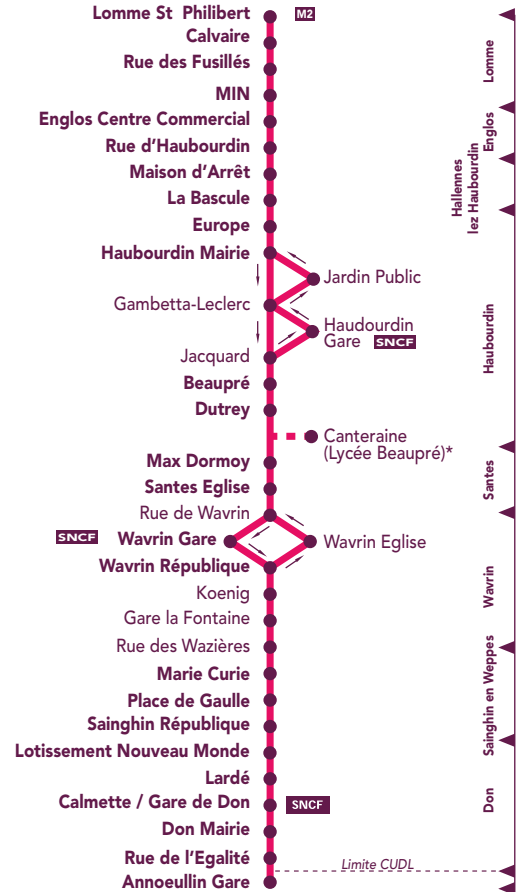 Lomme St Philibert
M2
Calvaire
Rue des Fusillés
MIN
Englos Centre Commercial
Rue d'Haubourdin
Maison d'Arrêt
La Bascule
Europe
Haubourdin Mairie
Jardin Public
Gambetta-Leclerc
Haudourdin
Gare SNCF
Jacquard
Beaupré
Dutrey
Canteraine
(Lycée Beaupré)*
Max Dormoy
Santes Eglise
Rue de Wavrin
SNCF Wavrin Gare
Wavrin Eglise
Wavrin République
Koenig
Gare la Fontaine
Rue des Wazières
Marie Curie
Place de Gaulle
Sainghin République
Lotissement Nouveau Monde
Lardé
Calmette / Gare de Don SNCF
Don Mairie
Rue de l'Egalité
Limite CUDL
Annoeullin Gare
Lomme
Englos
Hallennes
lez Haubourdin
Haubourdin
Santes
Wavrin
Sainghin en Weppes
Don